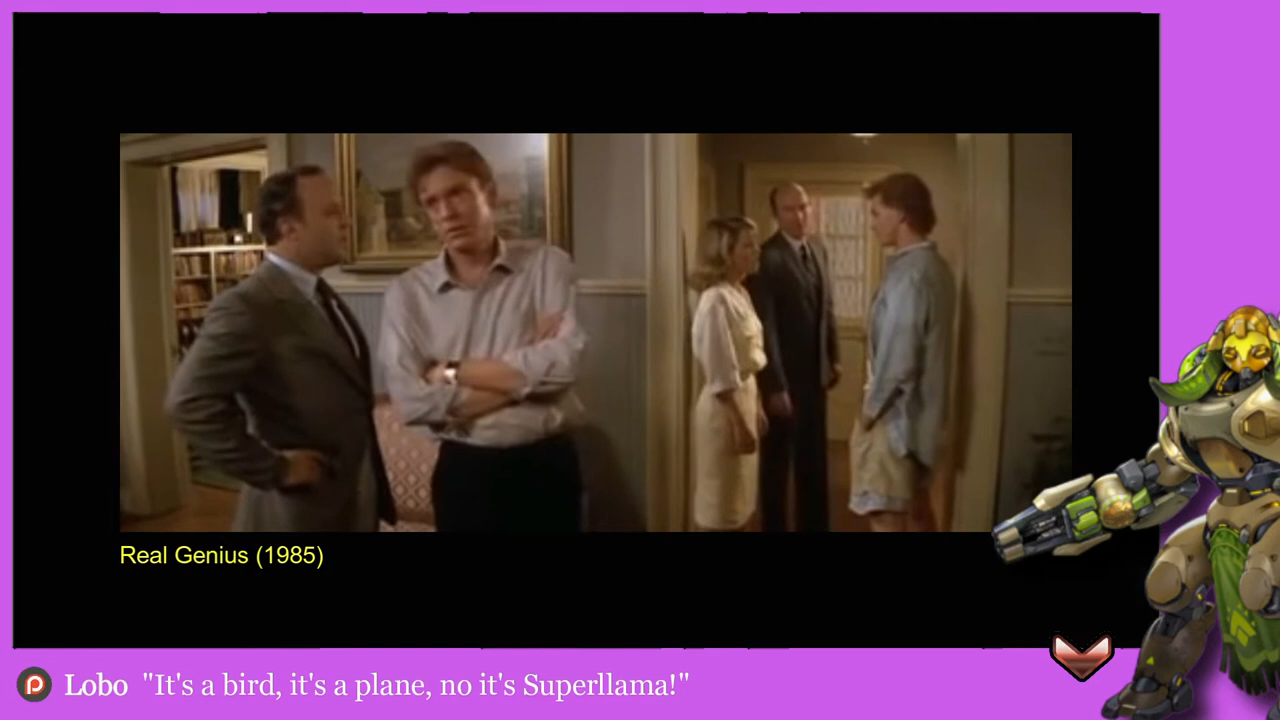 Real Genius (1985)
Lobo "It's a bird, it's a plane, no it's Superllama!"